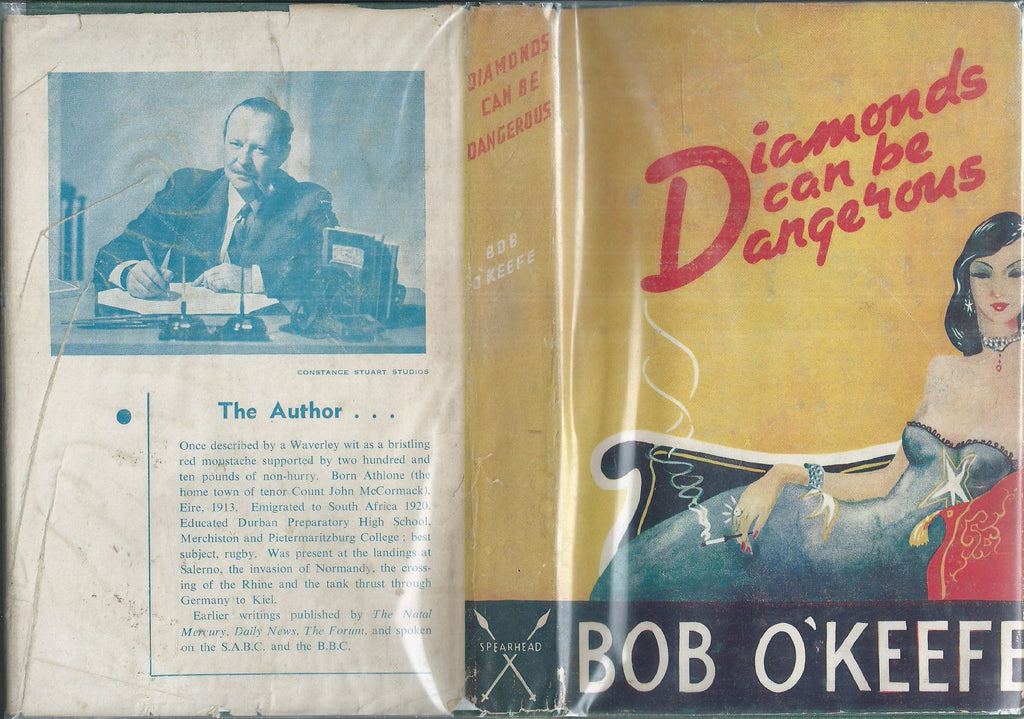 CONSTANCE STUART STUDIOS
The Author . . .
Once described by a Waverley wit as a bristling
red moustache supported by two hundred and
ten pounds of non-hurry. Born Athlone (the
home town of tenor Count John McCormack),
Eire, 1913. Emigrated to South Africa 1920.
Educated Durban Preparatory High School,
Merchiston and Pietermaritzburg College ; best
subject, rugby. Was present at the landings at
Salerno, the invasion of Normandy, the cross-
ing of the Rhine and the tank thrust through
Germany to Kiel.
Earlier writings published by The Natal
Mercury, Daily News, The Forum, and spoken
on the S.A.B.C. and the B.B.C.
DIAMONDS
CAN BE
DANGEROUS
BOB
O'KEEFE
SPEARHEAD
Diamonds
can be
Dangerous
BOB O'KEEFE